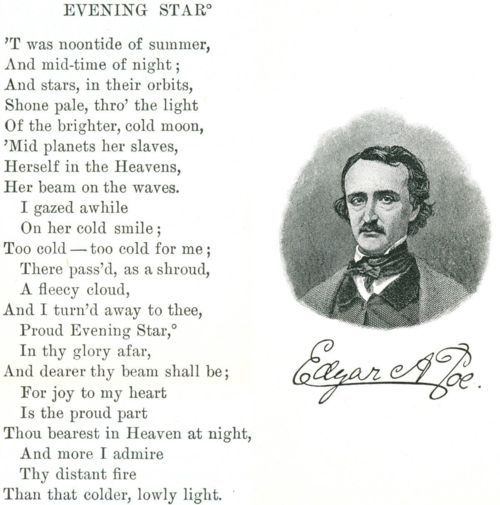 EVENING STAR°
'T was noontide of summer,
And mid-time of night;
And stars, in their orbits,
Shone pale, thro' the light
Of the brighter, cold moon,
'Mid planets her slaves,
Herself in the Heavens,
Her beam on the waves.
I gazed awhile
On her cold smile;
Too cold—too cold for me;
There pass'd, as a shroud,
A fleecy cloud,
And I turn'd away to thee,
Proud Evening Star,°
In thy glory afar,
And dearer thy beam shall be;
For joy to my heart
Is the proud part
Thou bearest in Heaven at night,
And more I admire
Thy distant fire
Than that colder, lowly light.
Edgar A Poe.